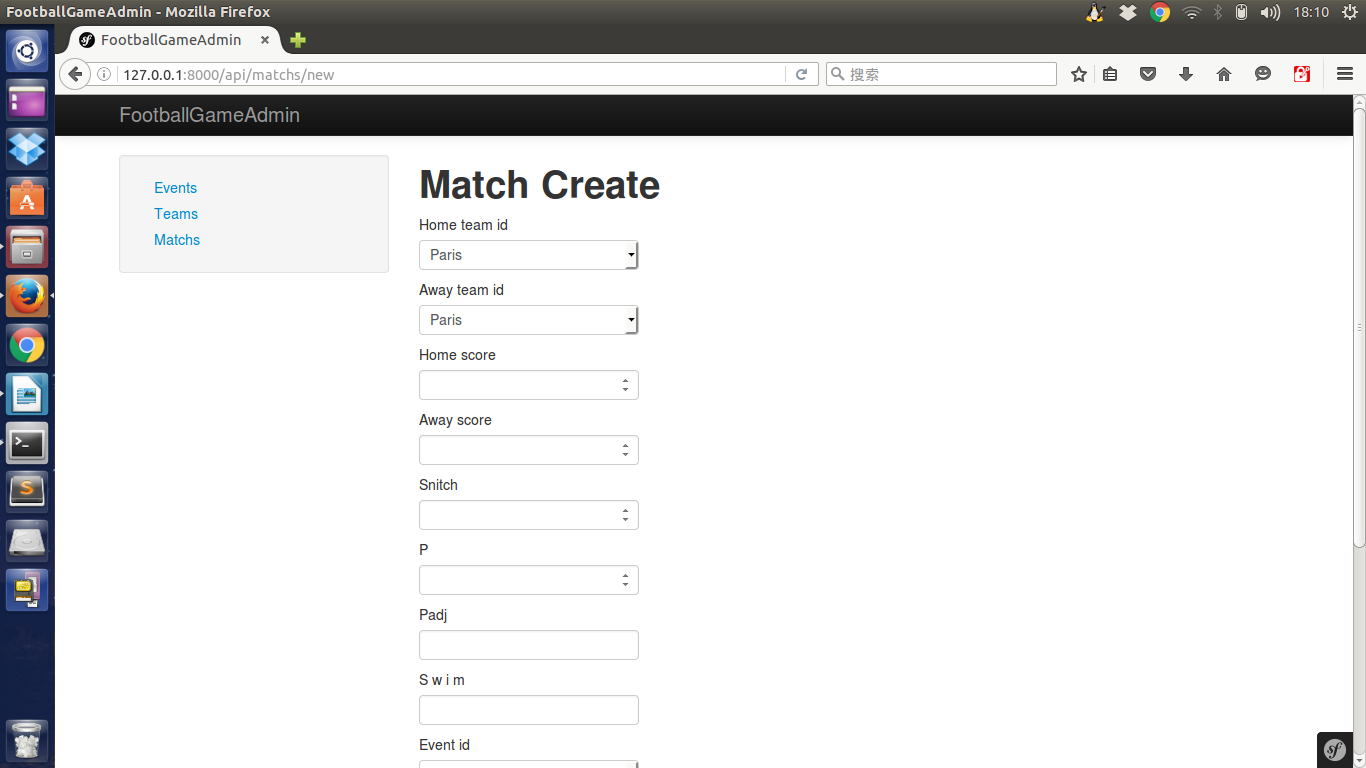 FootballGameAdmin - Mozilla Firefox
18:10
FootballGameAdmin
127.0.0.1:8000/api/matchs/new
搜索
FootballGameAdmin
Events
Teams
Matchs
Match Create
Home team id
Paris
Away team id
Paris
Home score
Away score
Snitch
P
Padj
S w i m
Event id